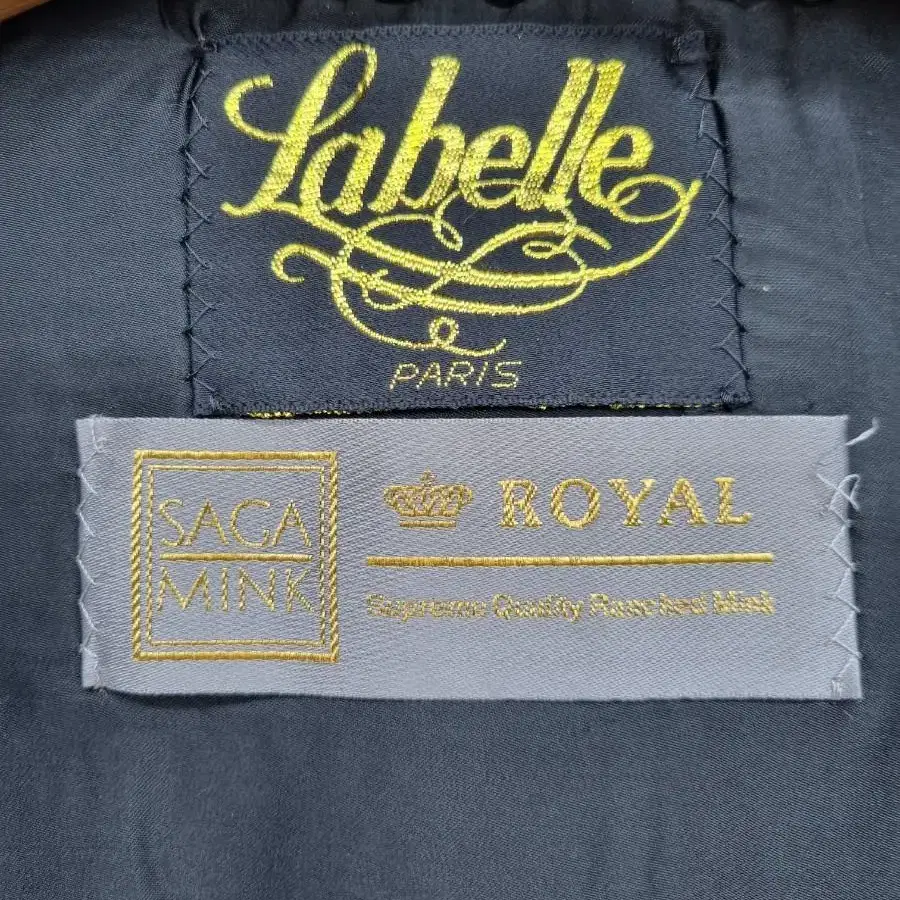 Labelle
PARIS
SAGA
MINK
ROYAL
Supreme Quality Ranched Mink